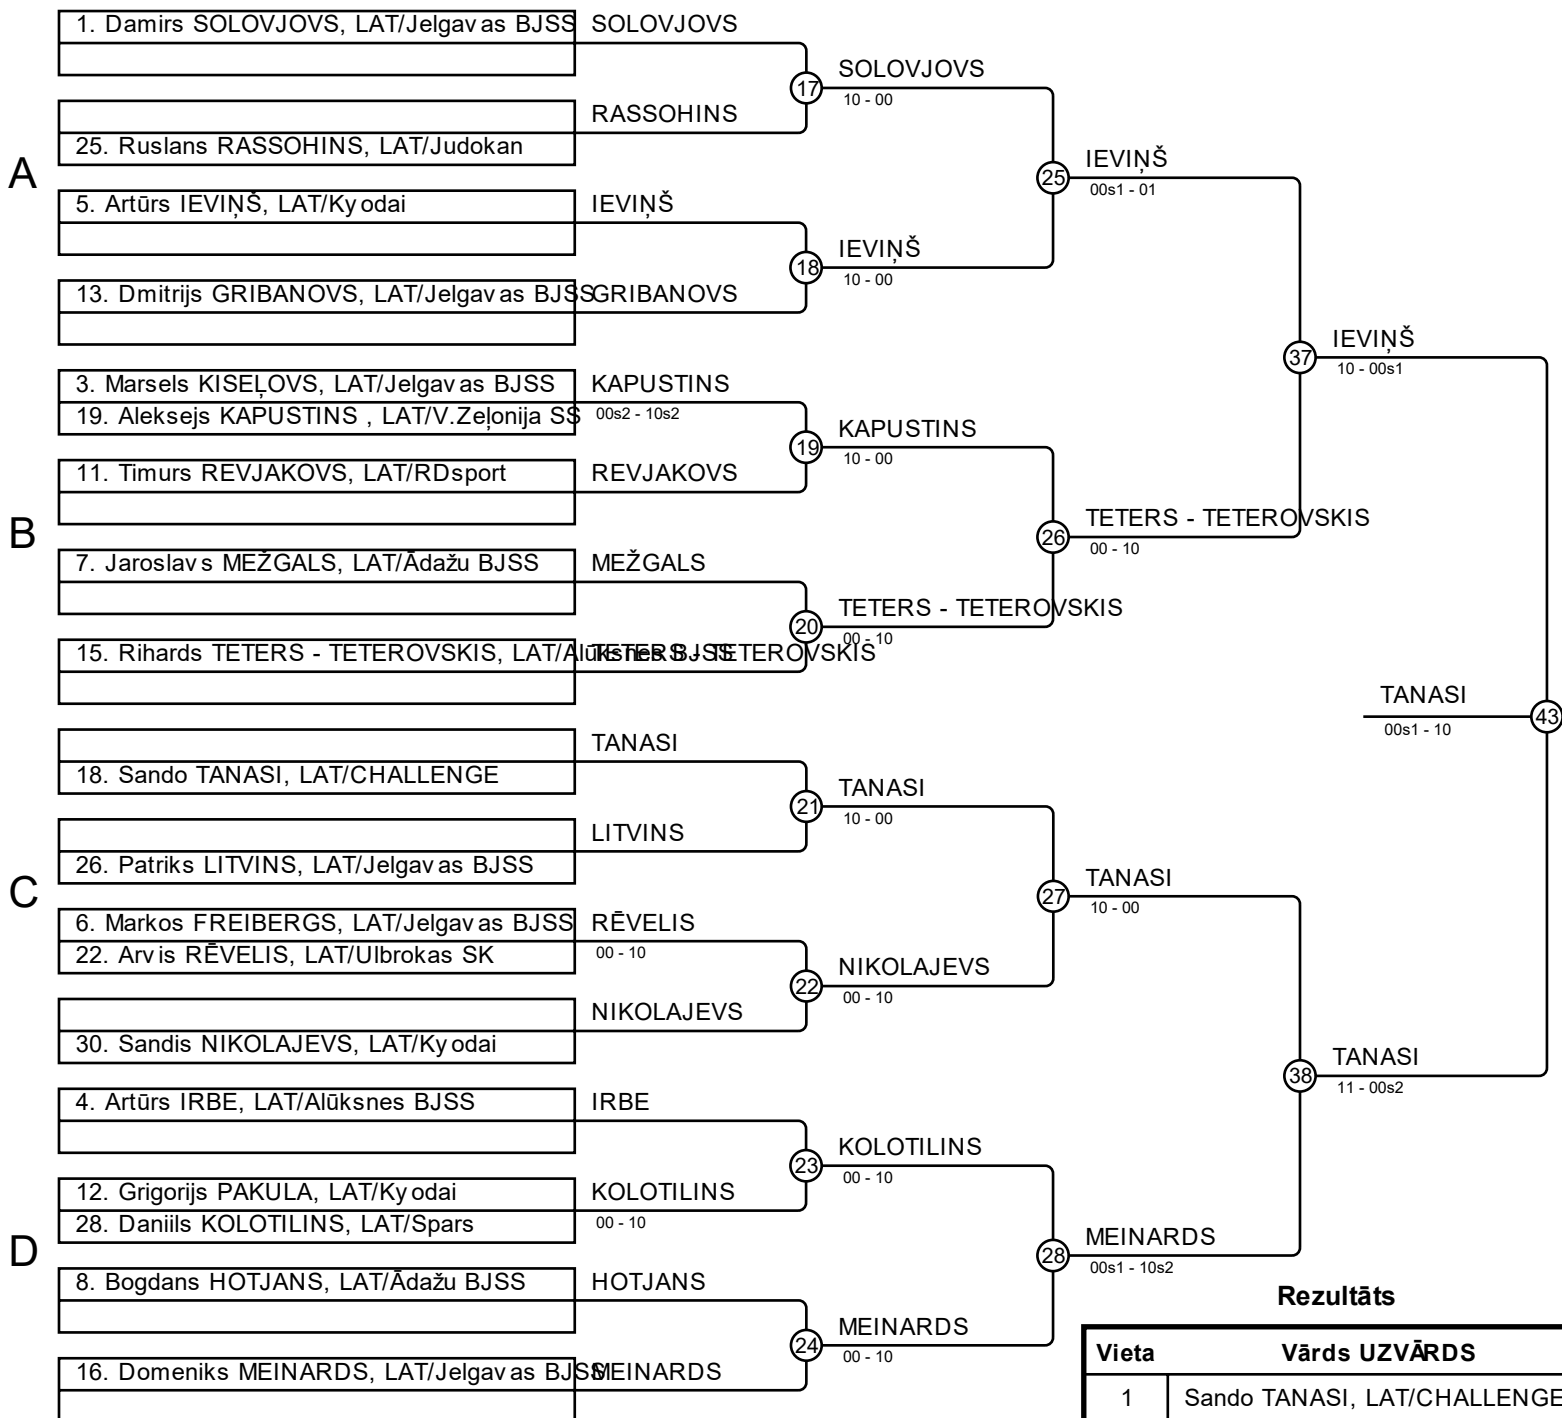 1. Damirs SOLOVJOVS, LAT/Jelgavas BJSS
SOLOVJOVS
17
SOLOVJOVS
10 - 00
RASSOHINS
25. Ruslans RASSOHINS, LAT/Judokan
A
25
IEVIŅŠ
00s1 - 01
5. Artūrs IEVIŅŠ, LAT/Kyodai
IEVIŅŠ
18
IEVIŅŠ
10 - 00
13. Dmitrijs GRIBANOVS, LAT/Jelgavas BJSS
GRIBANOVS
37
IEVIŅŠ
10 - 00s1
3. Marsels KISEĻOVS, LAT/Jelgavas BJSS
KAPUSTINS
19. Aleksejs KAPUSTINS , LAT/V.Zeļonija SS
00s2 - 10s2
19
KAPUSTINS
10 - 00
11. Timurs REVJAKOVS, LAT/RDsport
REVJAKOVS
B
26
TETERS - TETEROVSKIS
00 - 10
7. Jaroslavs MEŽGALS, LAT/Ādažu BJSS
MEŽGALS
20
TETERS - TETEROVSKIS
00 - 10
15. Rihards TETERS - TETEROVSKIS, LAT/Alūksnes BJSS
TETERS - TETEROVSKIS
TANASI
43
00s1 - 10
TANASI
18. Sando TANASI, LAT/CHALLENGE
21
TANASI
10 - 00
LITVINS
26. Patriks LITVINS, LAT/Jelgavas BJSS
C
27
TANASI
10 - 00
6. Markos FREIBERGS, LAT/Jelgavas BJSS
RĒVELIS
22. Arvis RĒVELIS, LAT/Ulbrokas SK
00 - 10
22
NIKOLAJEVS
00 - 10
NIKOLAJEVS
30. Sandis NIKOLAJEVS, LAT/Kyodai
38
TANASI
11 - 00s2
4. Artūrs IRBE, LAT/Alūksnes BJSS
IRBE
23
KOLOTILINS
00 - 10
12. Grigorijs PAKULA, LAT/Kyodai
KOLOTILINS
28. Daniils KOLOTILINS, LAT/Spars
00 - 10
D
28
MEINARDS
00s1 - 10s2
8. Bogdans HOTJANS, LAT/Ādažu BJSS
HOTJANS
24
MEINARDS
00 - 10
16. Domeniks MEINARDS, LAT/Jelgavas BJSS
MEINARDS
Rezultāts
Vieta Vārds UZVĀRDS
1 Sando TANASI, LAT/CHALLENGE